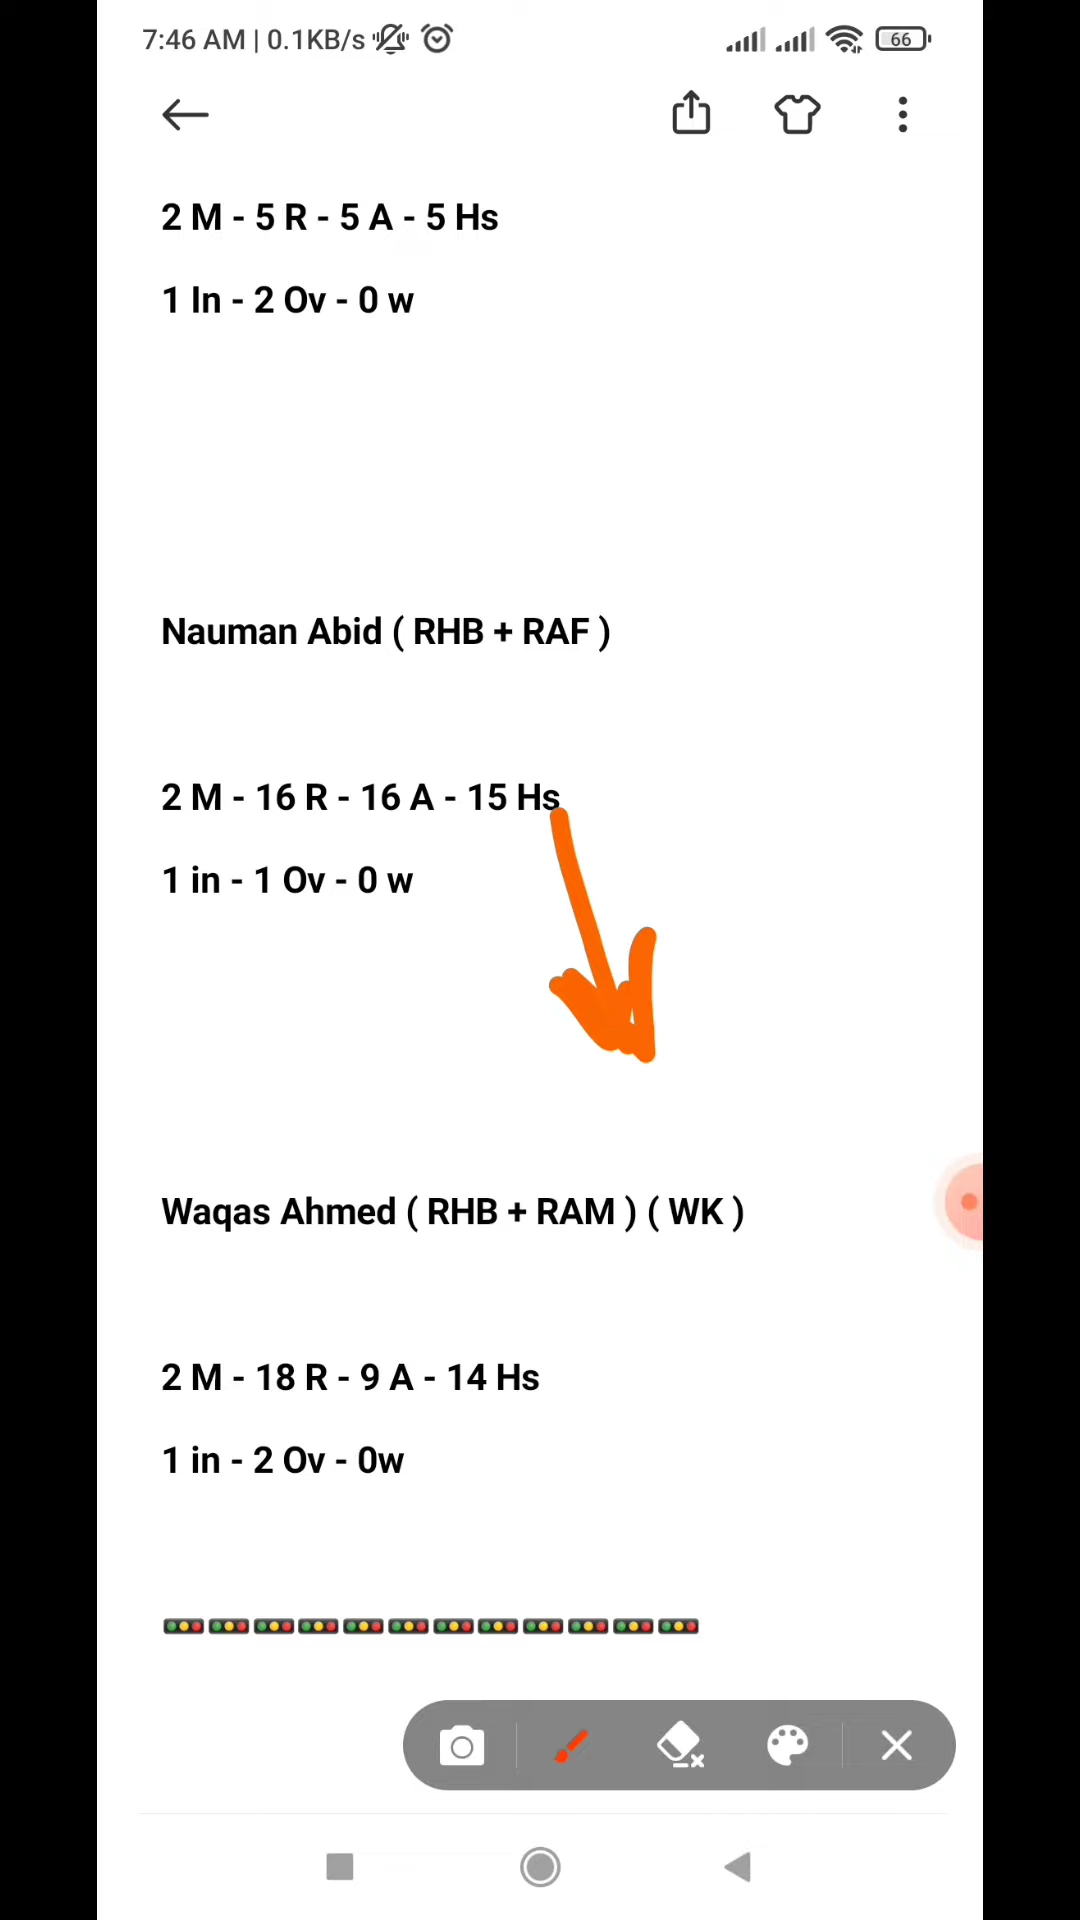 7:46 AM | 0.1KB/s 66
2 M - 5 R - 5 A - 5 Hs
1 In - 2 Ov - 0 w
Nauman Abid ( RHB + RAF )
2 M - 16 R - 16 A - 15 Hs
1 in - 1 Ov - 0 w
Waqas Ahmed ( RHB + RAM ) ( WK )
2 M - 18 R - 9 A - 14 Hs
1 in - 2 Ov - 0w